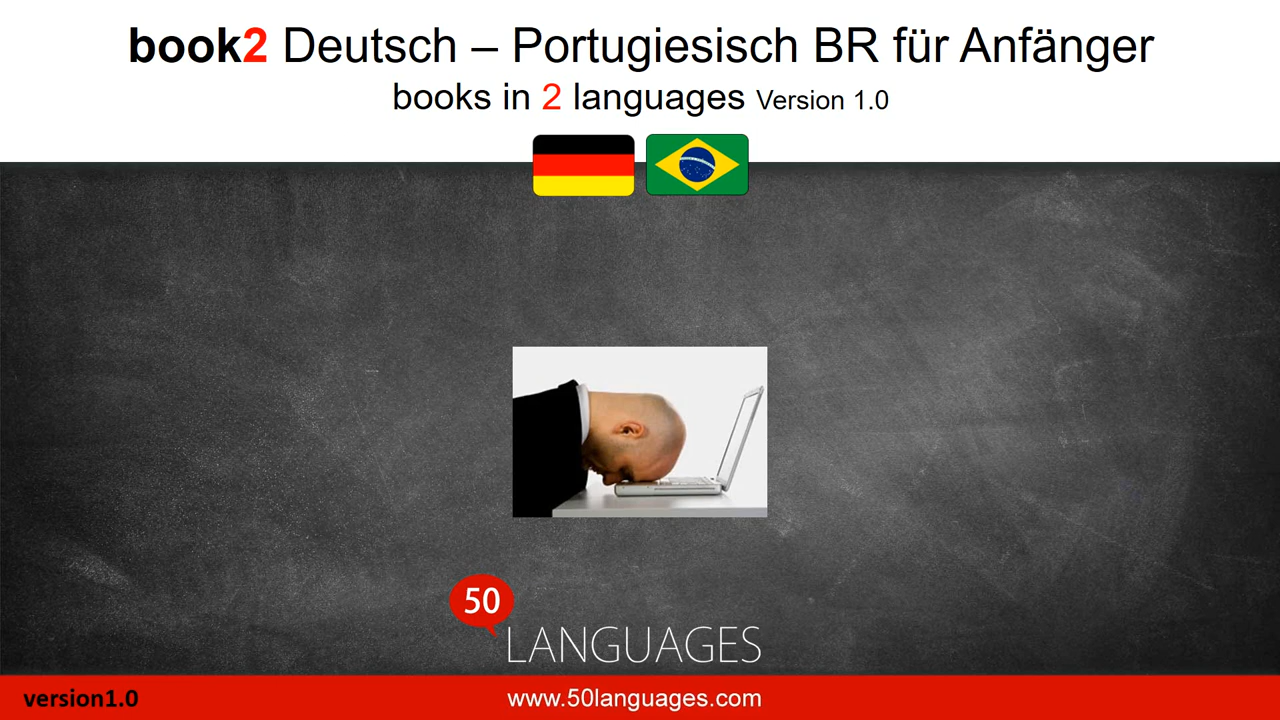 book2 Deutsch – Portugiesisch BR für Anfänger
books in 2 languages Version 1.0
50
LANGUAGES
version1.0
www.50languages.com